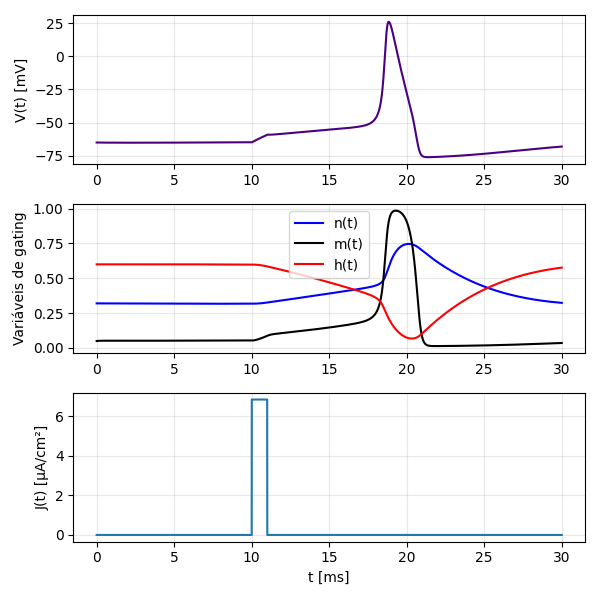 V(t) [mV]
25
0
−25
−50
−75
0 5 10 15 20 25 30
Variáveis de gating
1.00
0.75
0.50
0.25
0.00
n(t)
m(t)
h(t)
0 5 10 15 20 25 30
J(t) [μA/cm²]
6
4
2
0
0 5 10 15 20 25 30
t [ms]